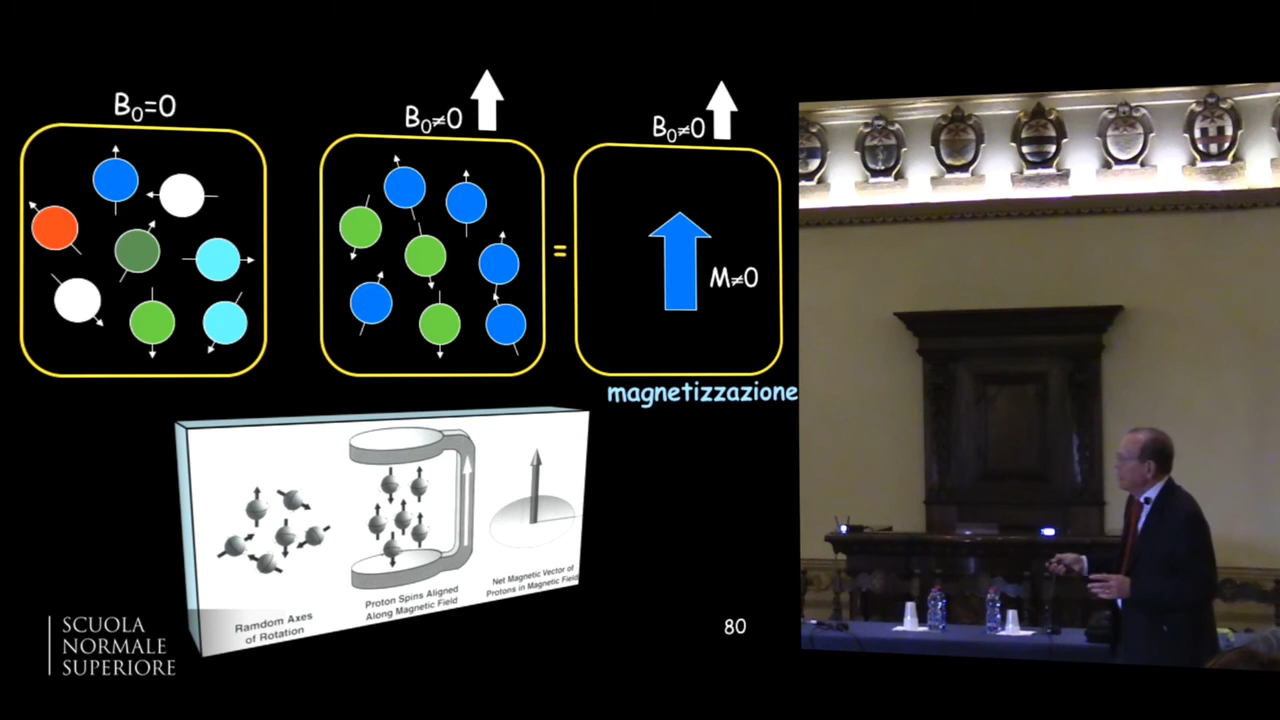 B₀=0
B₀≠0
B₀≠0
=
M≠0
magnetizzazione
Ramdom Axes
of Rotation
Proton Spins Aligned
Along Magnetic Field
Net Magnetic Vector of
Protons in Magnetic Field
80
SCUOLA
NORMALE
SUPERIORE